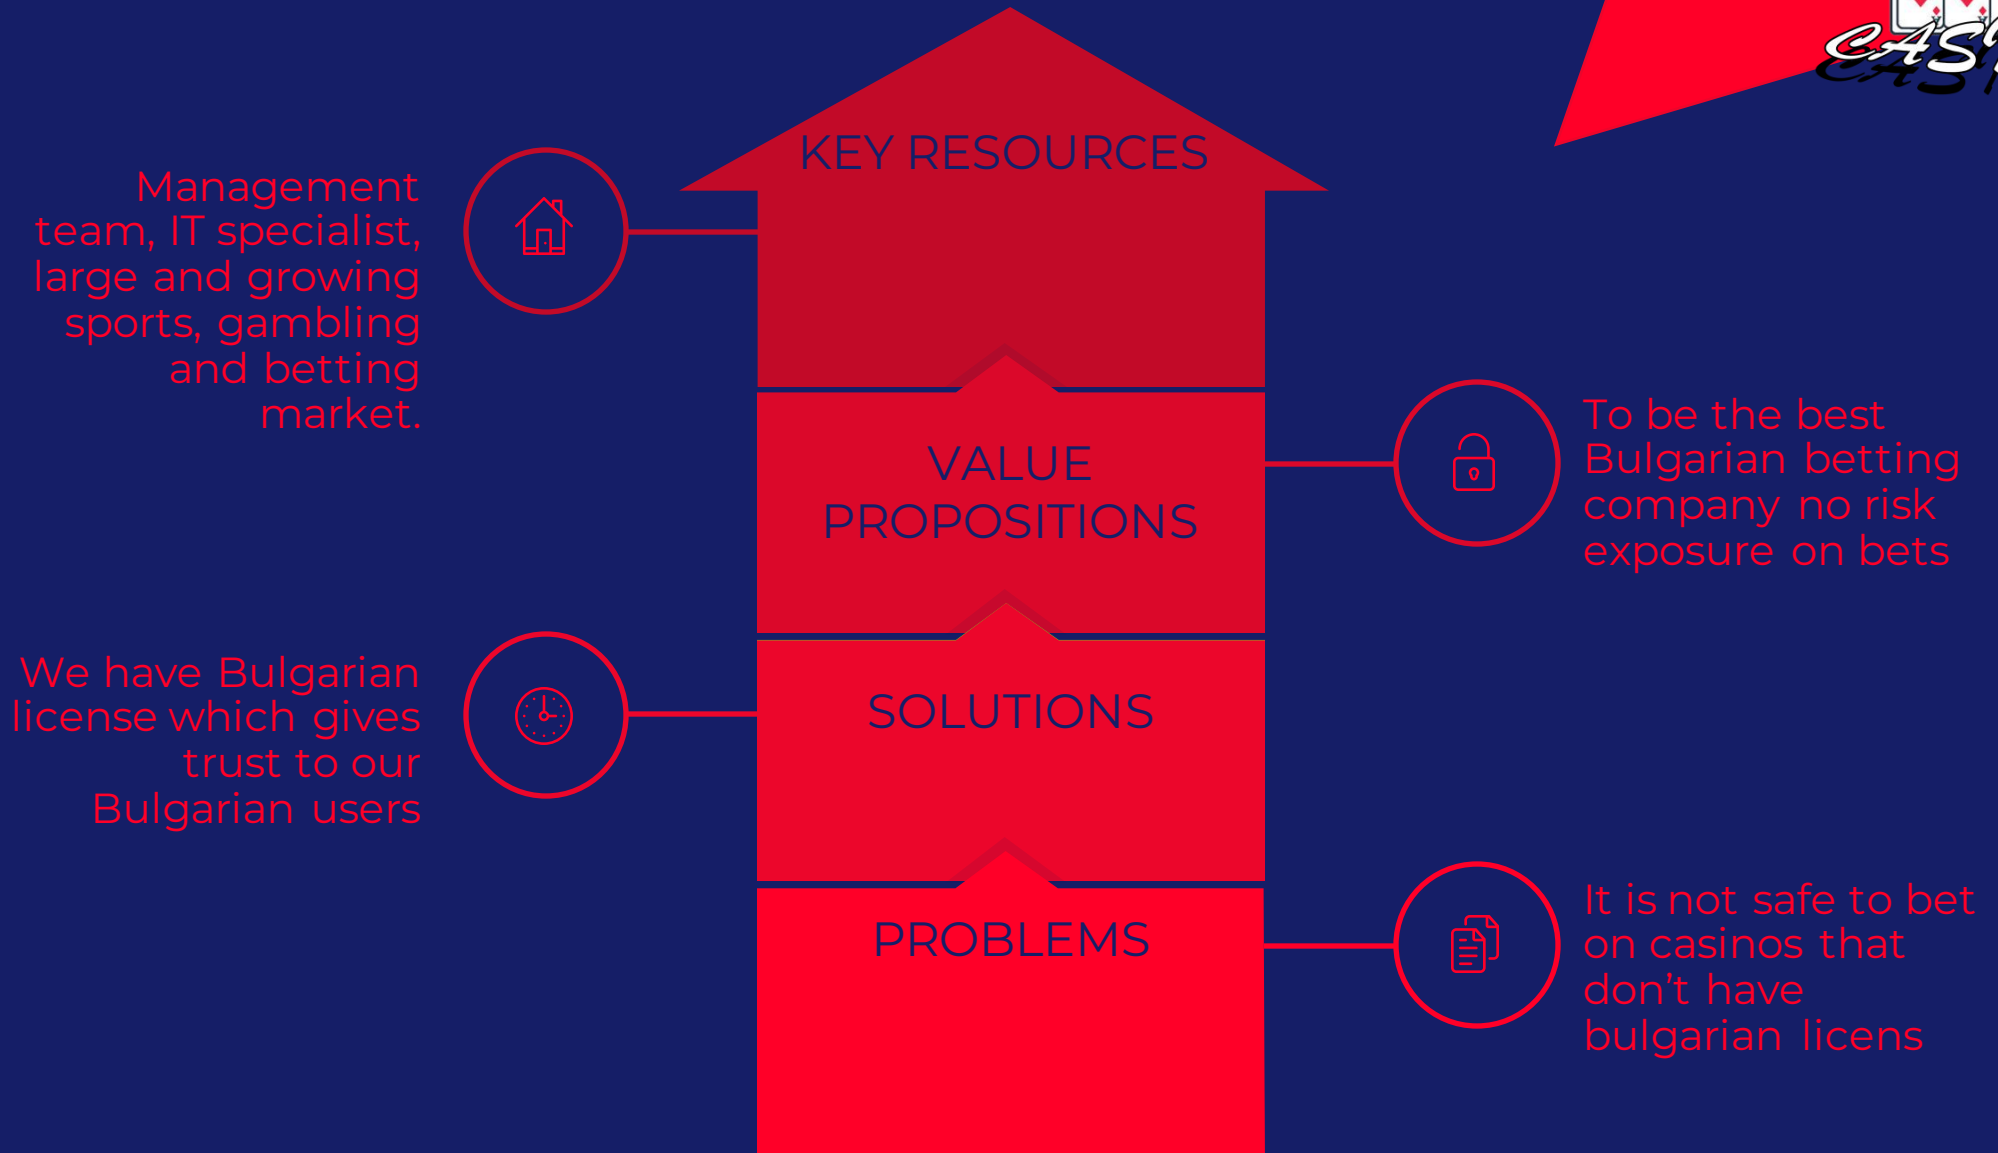 KEY RESOURCES
Management
team, IT specialist,
large and growing
sports, gambling
and betting
market.
VALUE
PROPOSITIONS
To be the best
Bulgarian betting
company no risk
exposure on bets
SOLUTIONS
We have Bulgarian
license which gives
trust to our
Bulgarian users
PROBLEMS
It is not safe to bet
on casinos that
don’t have
bulgarian licens